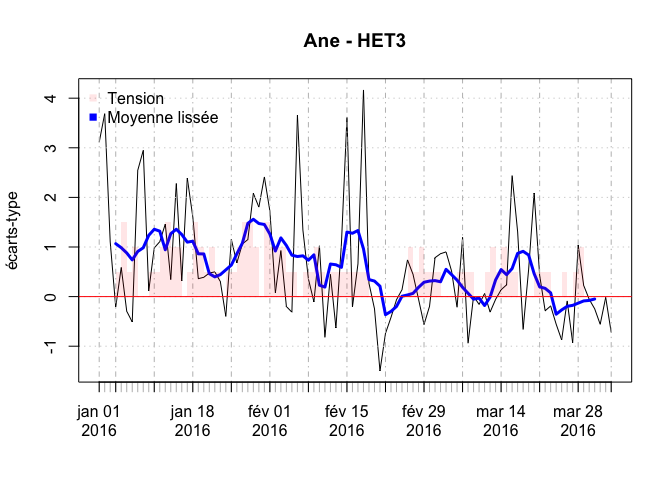 Ane - HET3
Tension
Moyenne lissée
écarts-type
4
3
2
1
0
-1
jan 01 2016
jan 18 2016
fév 01 2016
fév 15 2016
fév 29 2016
mar 14 2016
mar 28 2016